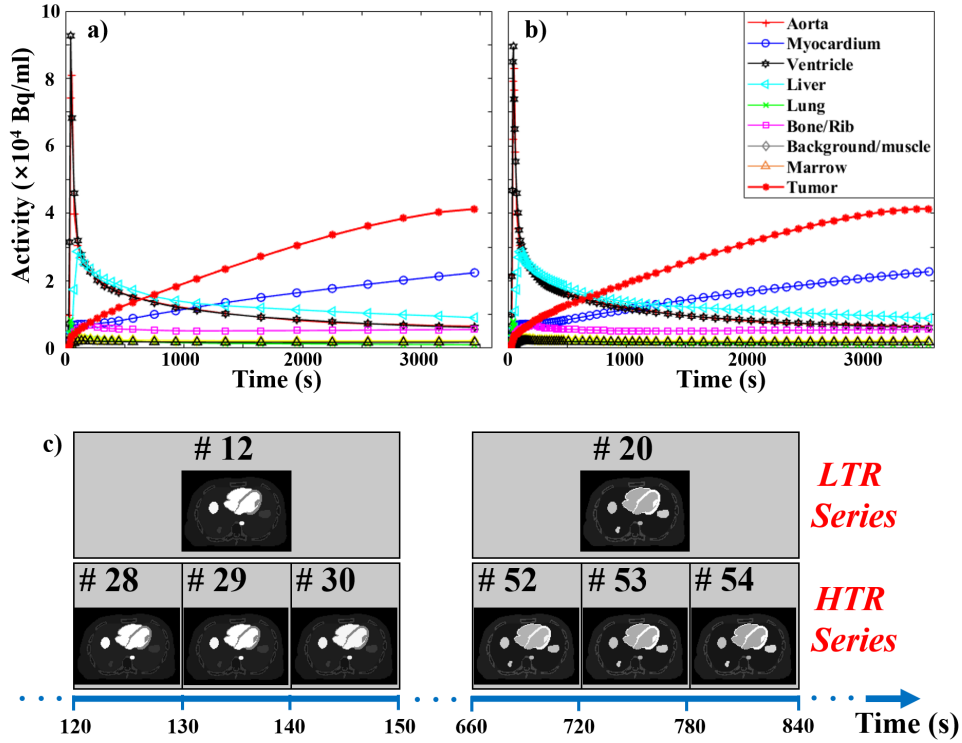 a)
b)
10
8
6
4
2
0
Activity (×10⁴ Bq/ml)
0 1000 2000 3000
Time (s)
0 1000 2000 3000
Time (s)
Aorta
Myocardium
Ventricle
Liver
Lung
Bone/Rib
Background/muscle
Marrow
Tumor
c)
# 12
# 20
LTR
Series
# 28 # 29 # 30
# 52 # 53 # 54
HTR
Series
120 130 140 150 660 720 780 840
Time (s)